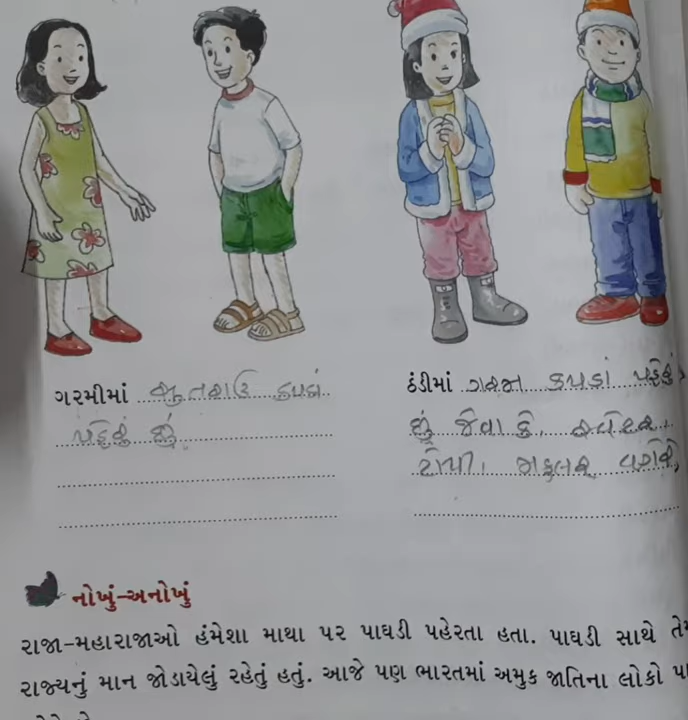 ગરમીમાં સુતરાઉ કપડાં
પહેરું છું.
ઠંડીમાં ગરમ કપડાં પહેરું
છું જેવા કે, સ્વેટર,
ટોપી, મફલર વગેરે,
નોખું-અનોખું
રાજા-મહારાજાઓ હંમેશા માથા પર પાઘડી પહેરતા હતા. પાઘડી સાથે
રાજ્યનું માન જોડાયેલું રહેતું હતું. આજે પણ ભારતમાં અમુક જાતિના લોકો